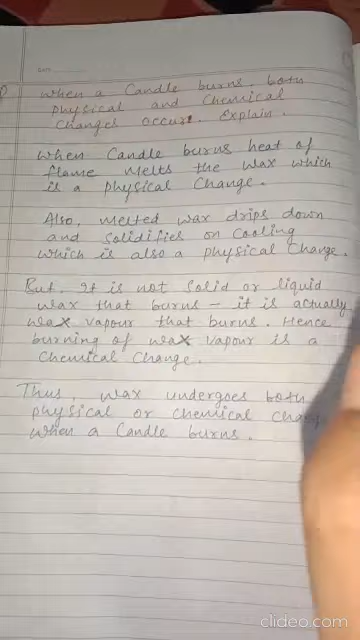 When a Candle burns, both
physical and Chemical
Changes occurs. Explain.
When Candle burns heat of
flame melts the wax which
is a physical Change.
Also, melted wax drips down
and solidifies on Cooling
which is also a physical Change.
But, It is not solid or liquid
wax that burns – it is actually
wax vapour that burns. Hence
burning of wax vapour is a
Chemical Change.
Thus, wax undergoes both
physical or chemical
when a Candle burns.
clideo.com